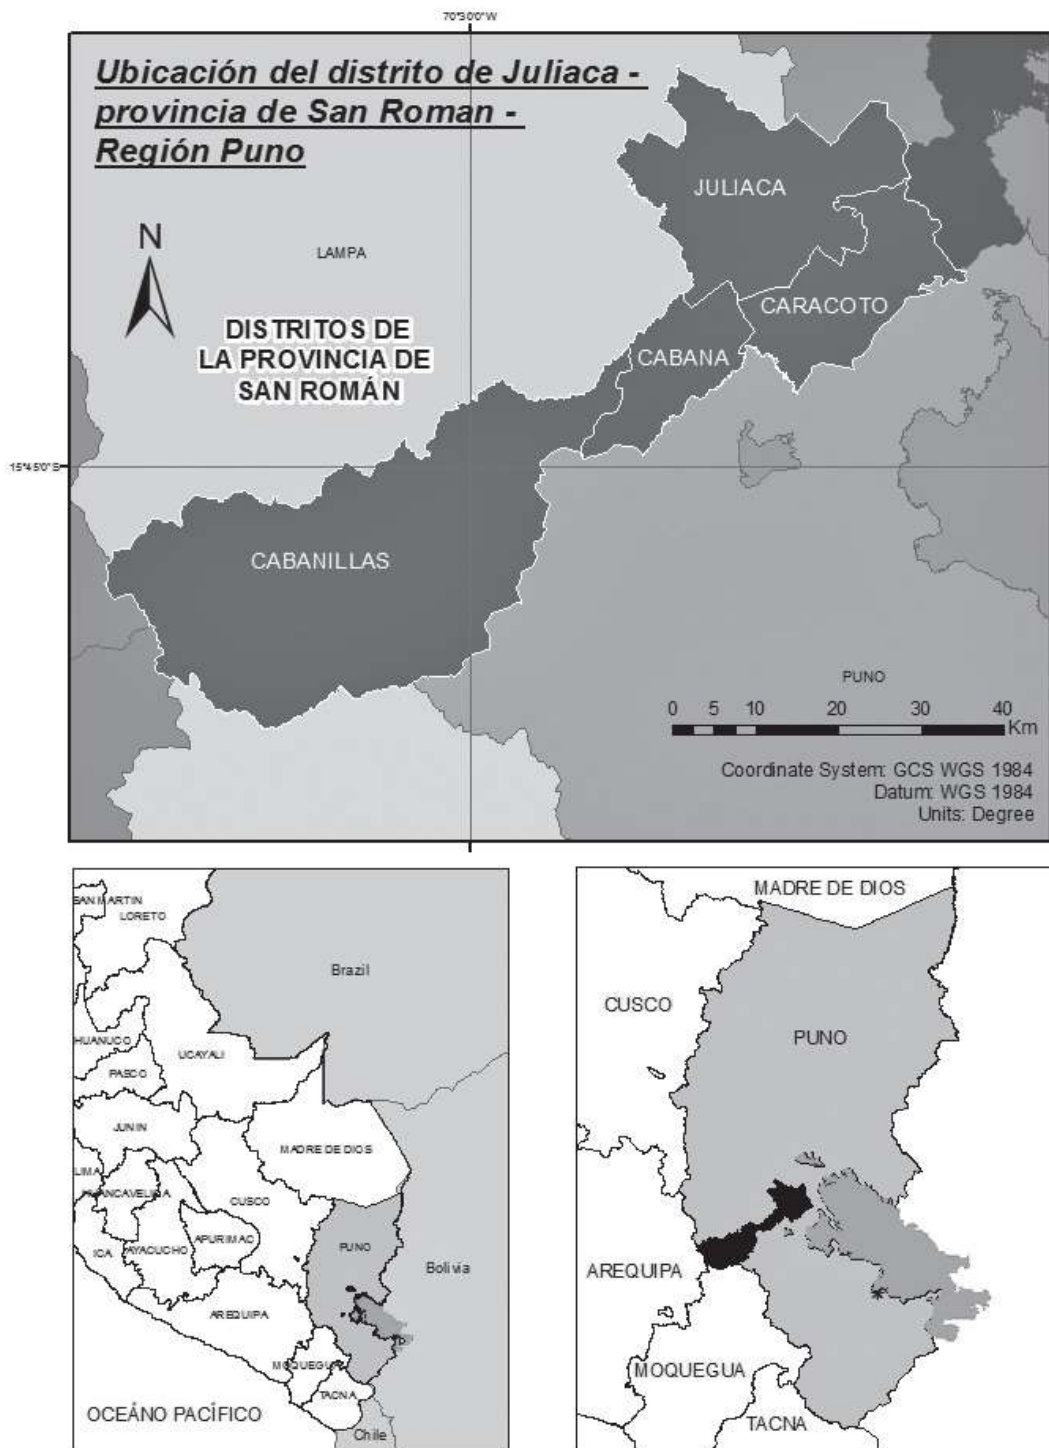 70°30'0"W
Ubicación del distrito de Juliaca -
provincia de San Roman -
Región Puno
N
JULIACA
LAMPA
CARACOTO
DISTRITOS DE
LA PROVINCIA DE
SAN ROMÁN
CABANA
15°45'0"S
CABANILLAS
PUNO
0 5 10 20 30 40
Km
Coordinate System: GCS WGS 1984
Datum: WGS 1984
Units: Degree
SAN MARTIN
LORETO
Brazil
HUANUCO
UCAYALI
PASCO
JUNIN
MADRE DE DIOS
LIMA
HUANCAVELICA
CUSCO
APURIMAC
ICA
AYACUCHO
PUNO
Bolivia
AREQUIPA
MOQUEGUA
TACNA
OCEÁNO PACÍFICO
Chile
MADRE DE DIOS
CUSCO
PUNO
AREQUIPA
MOQUEGUA
TACNA